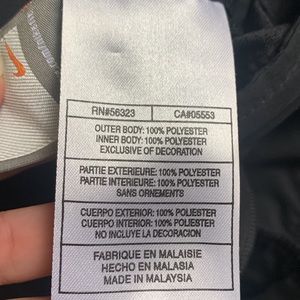 RN#56323
CA#05553
OUTER BODY: 100% POLYESTER
INNER BODY: 100% POLYESTER
EXCLUSIVE OF DECORATION
PARTIE EXTERIEURE: 100% POLYESTER
PARTIE INTERIEURE: 100% POLYESTER
SANS ORNEMENTS
CUERPO EXTERIOR: 100% POLIESTER
CUERPO INTERIOR: 100% POLIESTER
NO INCLUYE LA DECORACION
FABRIQUE EN MALAISIE
HECHO EN MALASIA
MADE IN MALAYSIA